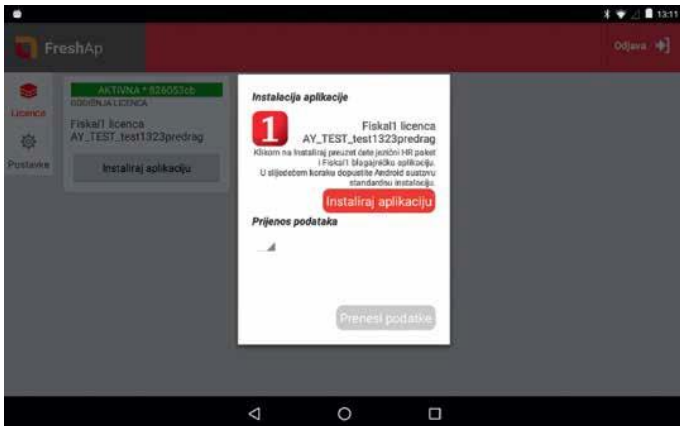 13:11
FreshAp
Odjava
Licence
Postavke
AKTIVNA * 826053cb
GODIŠNJA LICENCA
Fiskal1 licenca
AY_TEST_test1323predrag
Instaliraj aplikaciju
Instalacija aplikacije
1
Fiskal1 licenca
AY_TEST_test1323predrag
Klikom na Instaliraj preuzet ćete jezični HR paket
i Fiskal1 blagajničku aplikaciju.
U slijedećem koraku dopustite Android sustavu
standardnu instalaciju.
Instaliraj aplikaciju
Prijenos podataka
Prenesi podatke